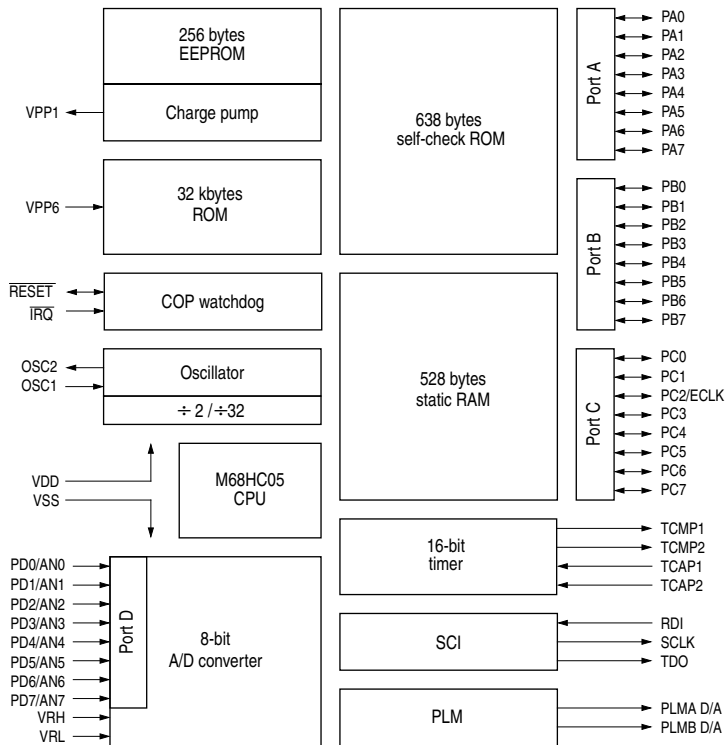 256 bytes
EEPROM
Charge pump
VPP1
32 kbytes
ROM
VPP6
COP watchdog
RESET
IRQ
Oscillator
÷ 2 / ÷32
OSC2
OSC1
M68HC05
CPU
VDD
VSS
PD0/AN0
PD1/AN1
PD2/AN2
PD3/AN3
PD4/AN4
PD5/AN5
PD6/AN6
PD7/AN7
VRH
VRL
Port D
8-bit
A/D converter
638 bytes
self-check ROM
528 bytes
static RAM
16-bit
timer
SCI
PLM
Port A
PA0
PA1
PA2
PA3
PA4
PA5
PA6
PA7
Port B
PB0
PB1
PB2
PB3
PB4
PB5
PB6
PB7
Port C
PC0
PC1
PC2/ECLK
PC3
PC4
PC5
PC6
PC7
TCMP1
TCMP2
TCAP1
TCAP2
RDI
SCLK
TDO
PLMA D/A
PLMB D/A